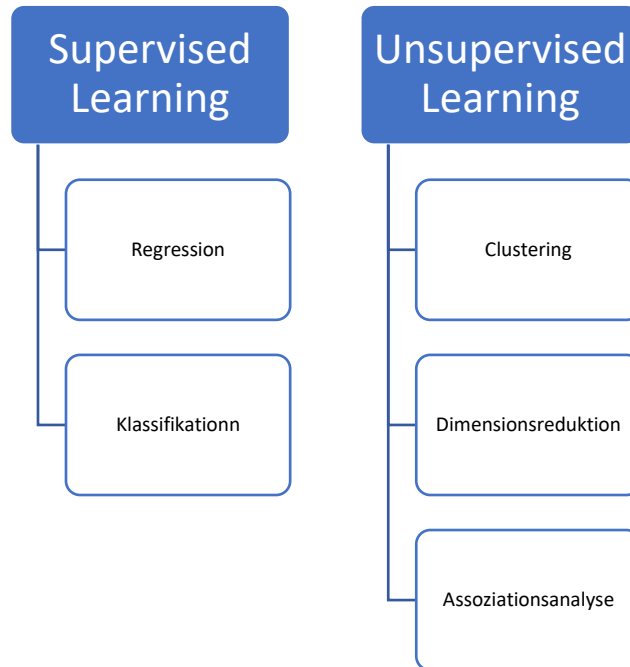 Supervised
Learning
Regression
Klassifikationn
Unsupervised
Learning
Clustering
Dimensionsreduktion
Assoziationsanalyse